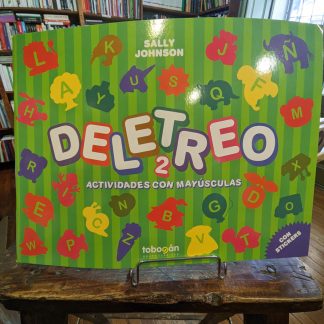 SALLY
JOHNSON
L K J Ñ
A Y U S Q F
DELETREO
2
ACTIVIDADES CON MAYÚSCULAS
H M
R I D X
E P C W O G T
N Z B V
tobogán
CON
STICKERS